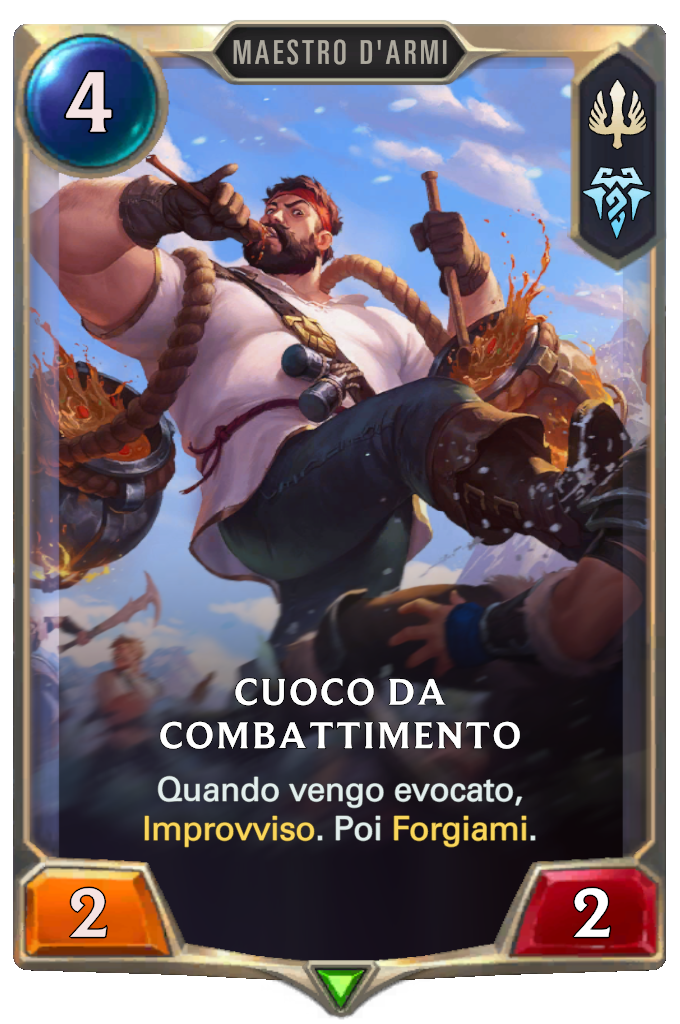 MAESTRO D'ARMI
4
CUOCO DA
COMBATTIMENTO
Quando vengo evocato,
Improvviso. Poi Forgiami.
2
2